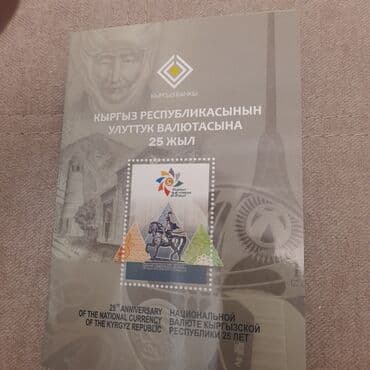 КЫРГЫЗ БАНКЫ
КЫРГЫЗ РЕСПУБЛИКАСЫНЫН
УЛУТТУК ВАЛЮТАСЫНА
25 ЖЫЛ
25TH ANNIVERSARY
OF THE NATIONAL CURRENCY
OF THE KYRGYZ REPUBLIC
НАЦИОНАЛЬНОЙ
ВАЛЮТЕ КЫРГЫЗСКОЙ
РЕСПУБЛИКИ 25 ЛЕТ